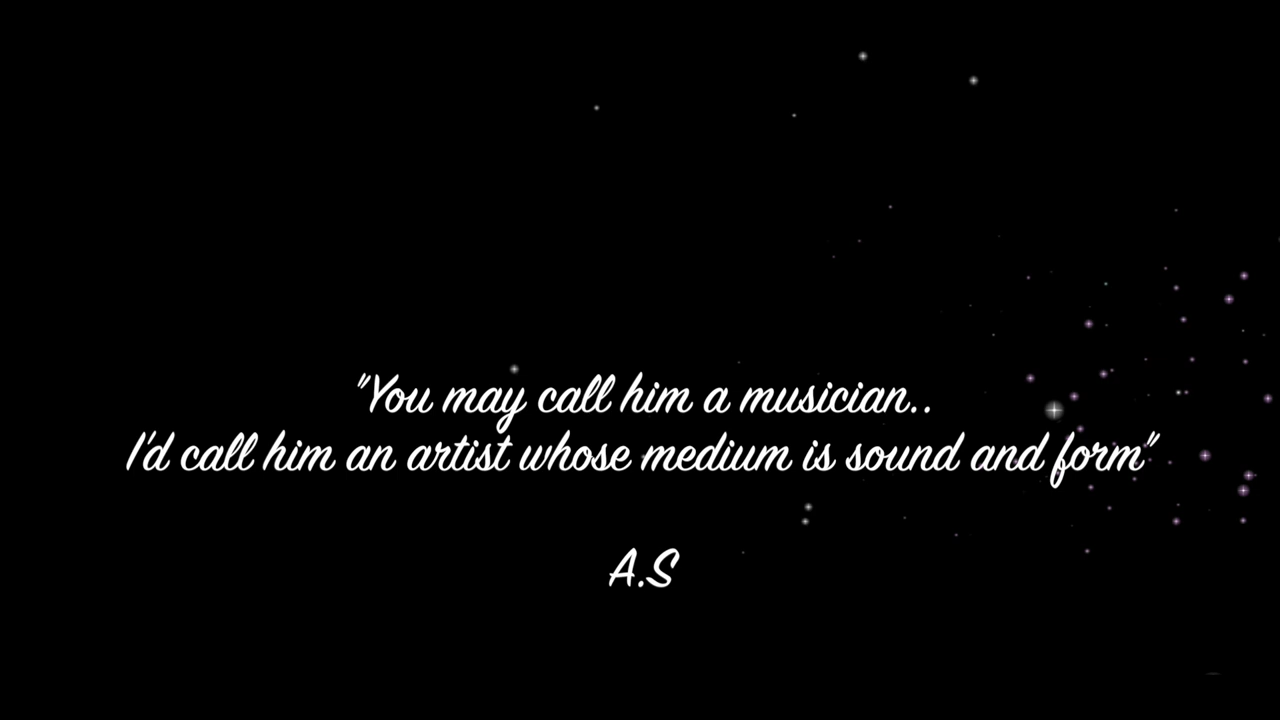 "You may call him a musician..
I'd call him an artist whose medium is sound and form"
A.S